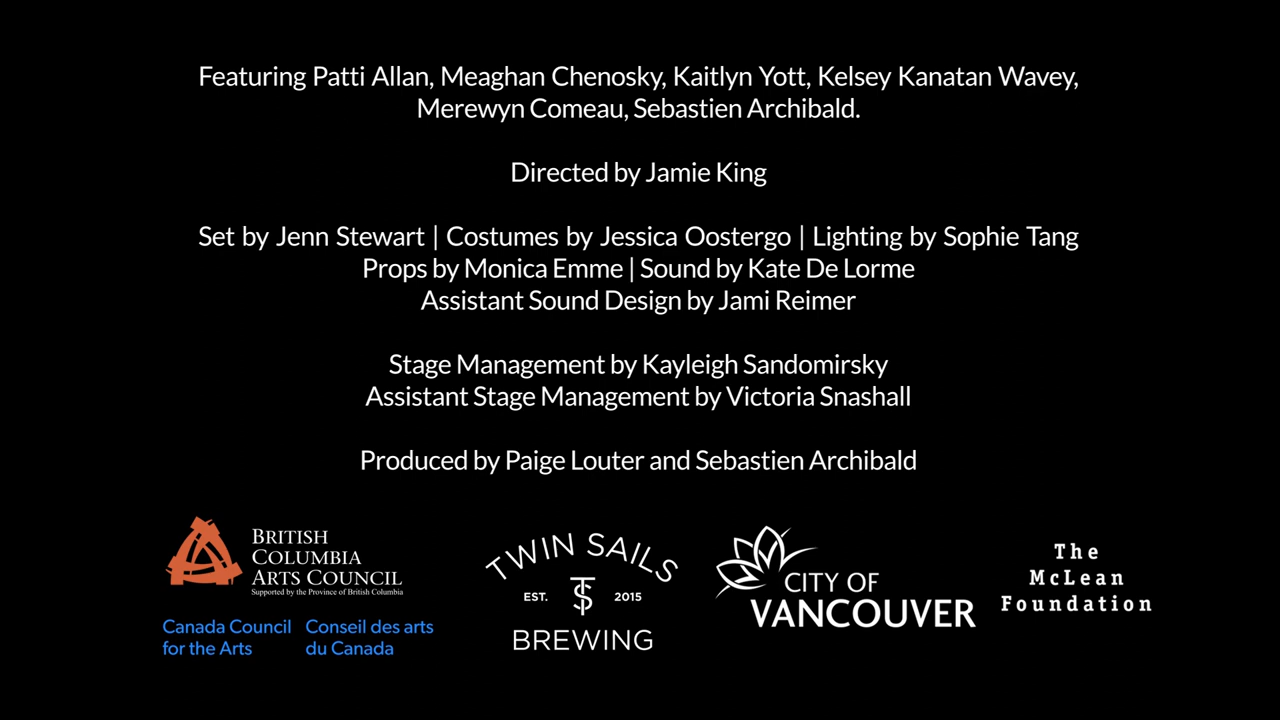 Featuring Patti Allan, Meaghan Chenosky, Kaitlyn Yott, Kelsey Kanatan Wavey,
Merewyn Comeau, Sebastien Archibald.
Directed by Jamie King
Set by Jenn Stewart | Costumes by Jessica Oostergo | Lighting by Sophie Tang
Props by Monica Emme | Sound by Kate De Lorme
Assistant Sound Design by Jami Reimer
Stage Management by Kayleigh Sandomirsky
Assistant Stage Management by Victoria Snashall
Produced by Paige Louter and Sebastien Archibald
BRITISH
COLUMBIA
ARTS COUNCIL
Supported by the Province of British Columbia
Canada Council
for the Arts
Conseil des arts
du Canada
TWIN SAILS
EST. TS 2015
BREWING
CITY OF
VANCOUVER
The
McLean
Foundation